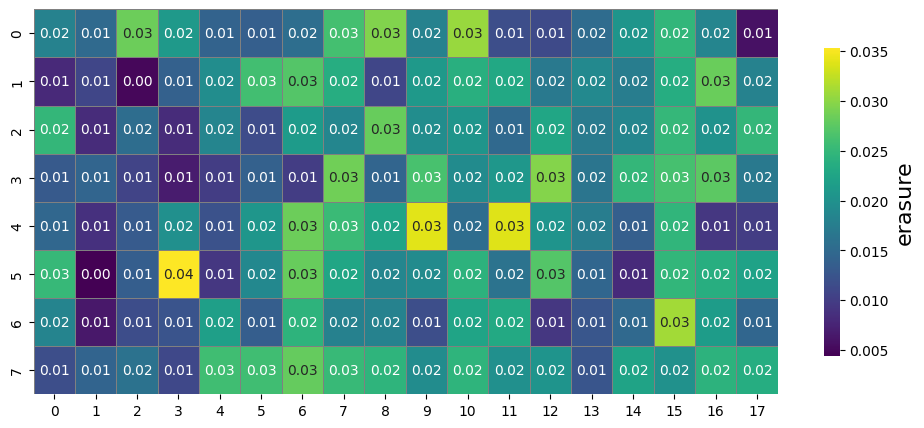 0 0.02 0.01 0.03 0.02 0.01 0.01 0.02 0.03 0.03 0.02 0.03 0.01 0.01 0.02 0.02 0.02 0.02 0.01
1 0.01 0.01 0.00 0.01 0.02 0.03 0.03 0.02 0.01 0.02 0.02 0.02 0.02 0.02 0.02 0.02 0.03 0.02
2 0.02 0.01 0.02 0.01 0.02 0.01 0.02 0.02 0.03 0.02 0.02 0.01 0.02 0.02 0.02 0.02 0.02 0.02
3 0.01 0.01 0.01 0.01 0.01 0.01 0.01 0.03 0.01 0.03 0.02 0.02 0.03 0.02 0.02 0.03 0.03 0.02
4 0.01 0.01 0.01 0.02 0.01 0.02 0.03 0.03 0.02 0.03 0.02 0.03 0.02 0.02 0.01 0.02 0.01 0.01
5 0.03 0.00 0.01 0.04 0.01 0.02 0.03 0.02 0.02 0.02 0.02 0.02 0.03 0.01 0.01 0.02 0.02 0.02
6 0.02 0.01 0.01 0.01 0.02 0.01 0.02 0.02 0.02 0.01 0.02 0.02 0.01 0.01 0.01 0.03 0.02 0.01
7 0.01 0.01 0.02 0.01 0.03 0.03 0.03 0.03 0.02 0.02 0.02 0.02 0.02 0.01 0.02 0.02 0.02 0.02
0 1 2 3 4 5 6 7 8 9 10 11 12 13 14 15 16 17
0.035
0.030
0.025
0.020
0.015
0.010
0.005
erasure